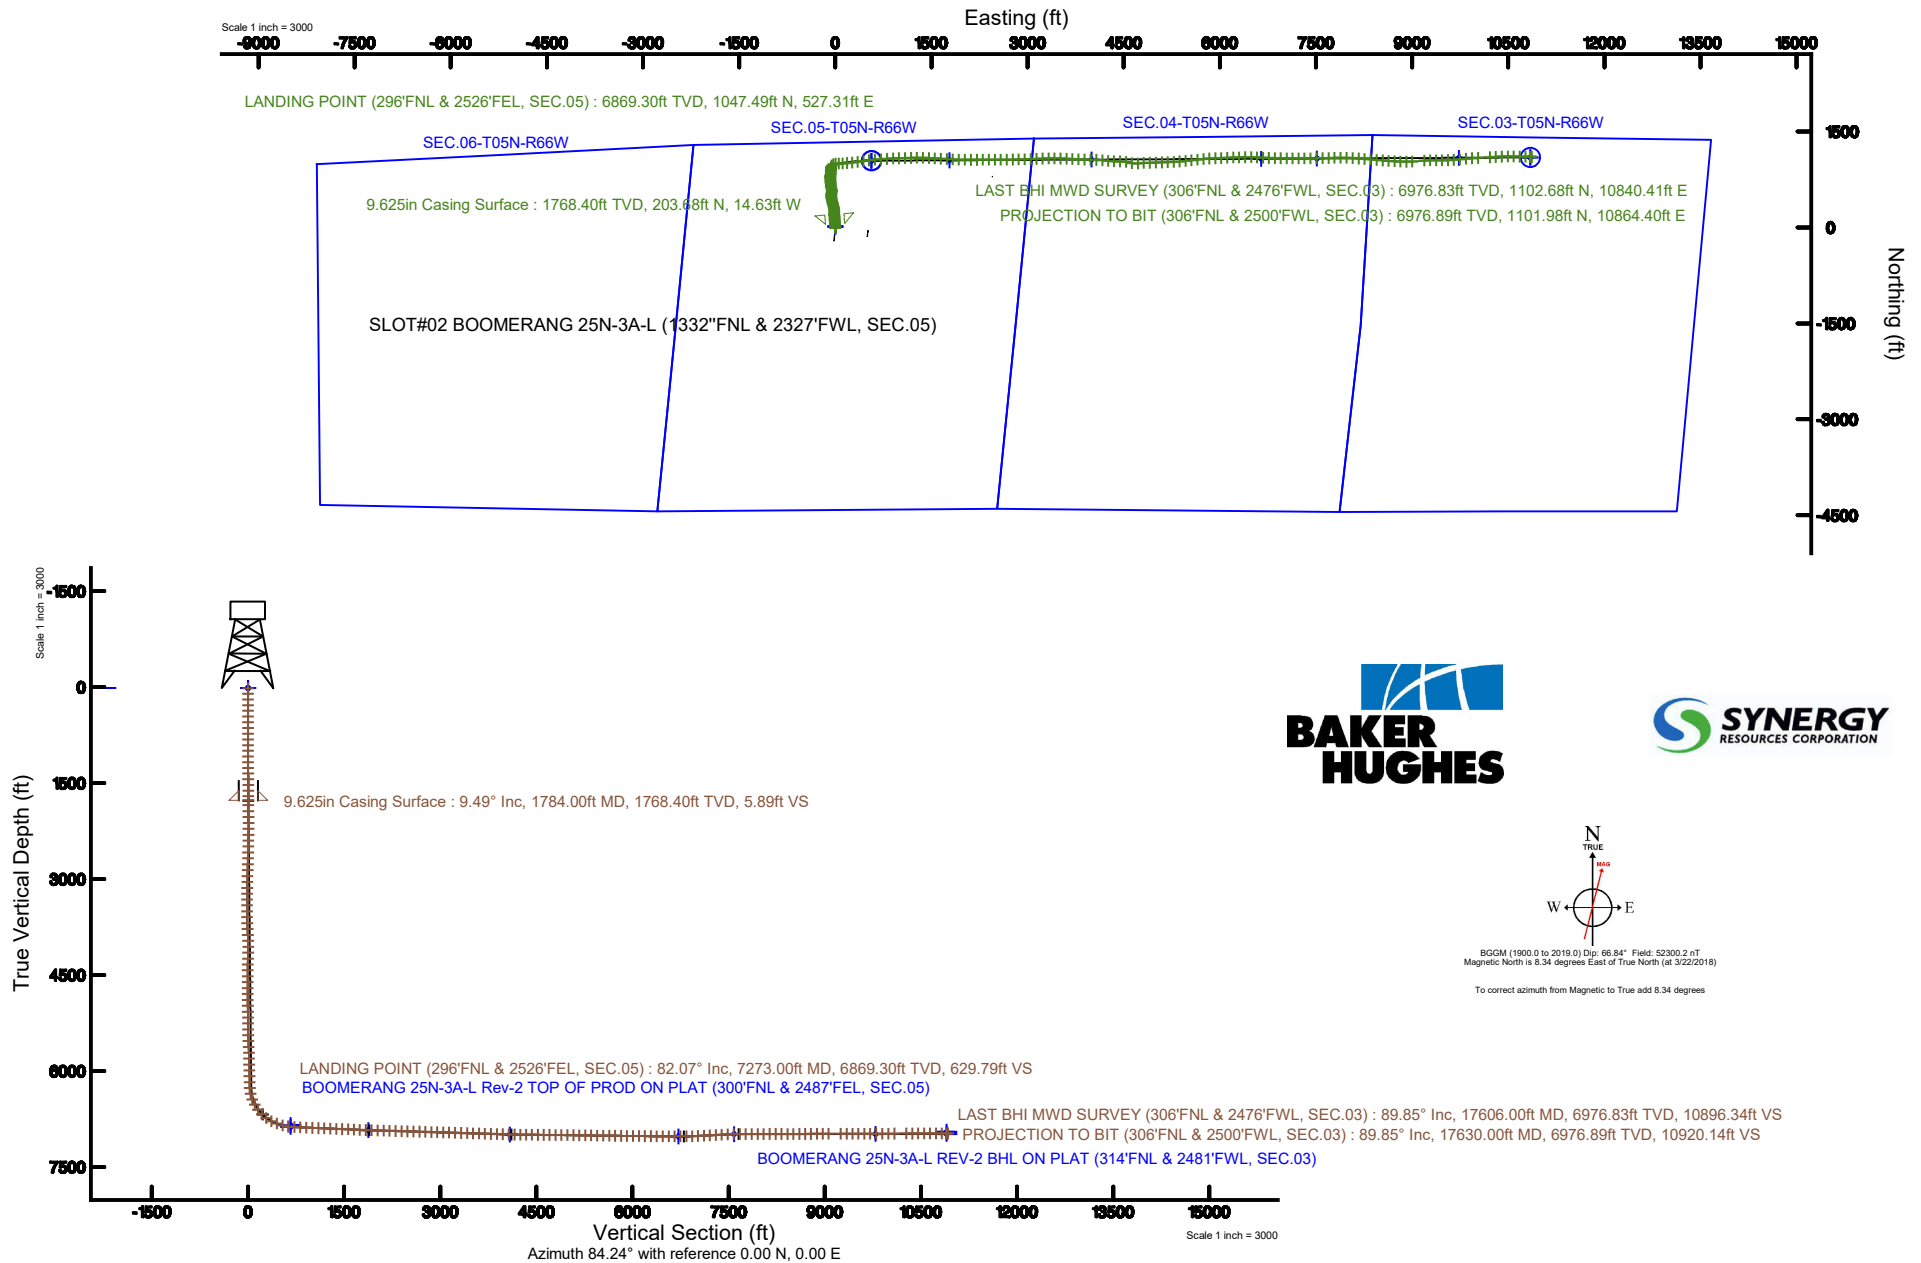 Easting (ft)
Scale 1 inch = 3000
-9000 -7500 -6000 -4500 -3000 -1500 0 1500 3000 4500 6000 7500 9000 10500 12000 13500 15000
LANDING POINT (296'FNL & 2526'FEL, SEC.05) : 6869.30ft TVD, 1047.49ft N, 527.31ft E
SEC.06-T05N-R66W
SEC.05-T05N-R66W
SEC.04-T05N-R66W
SEC.03-T05N-R66W
1500
0
-1500
-3000
-4500
Northing (ft)
LAST BHI MWD SURVEY (306'FNL & 2476'FWL, SEC.03) : 6976.83ft TVD, 1102.68ft N, 10840.41ft E
9.625in Casing Surface : 1768.40ft TVD, 203.68ft N, 14.63ft W
PROJECTION TO BIT (306'FNL & 2500'FWL, SEC.03) : 6976.89ft TVD, 1101.98ft N, 10864.40ft E
SLOT#02 BOOMERANG 25N-3A-L (1332"FNL & 2327'FWL, SEC.05)
Scale 1 inch = 3000
True Vertical Depth (ft)
-1500
0
1500
3000
4500
6000
7500
9.625in Casing Surface : 9.49° Inc, 1784.00ft MD, 1768.40ft TVD, 5.89ft VS
BAKER
HUGHES
SYNERGY
RESOURCES CORPORATION
N
TRUE
MAG
W E
BGGM (1900.0 to 2019.0) Dip: 66.84° Field: 52300.2 nT
Magnetic North is 8.34 degrees East of True North (at 3/22/2018)
To correct azimuth from Magnetic to True add 8.34 degrees
LANDING POINT (296'FNL & 2526'FEL, SEC.05) : 82.07° Inc, 7273.00ft MD, 6869.30ft TVD, 629.79ft VS
BOOMERANG 25N-3A-L Rev-2 TOP OF PROD ON PLAT (300'FNL & 2487'FEL, SEC.05)
LAST BHI MWD SURVEY (306'FNL & 2476'FWL, SEC.03) : 89.85° Inc, 17606.00ft MD, 6976.83ft TVD, 10896.34ft VS
PROJECTION TO BIT (306'FNL & 2500'FWL, SEC.03) : 89.85° Inc, 17630.00ft MD, 6976.89ft TVD, 10920.14ft VS
BOOMERANG 25N-3A-L REV-2 BHL ON PLAT (314'FNL & 2481'FWL, SEC.03)
-1500 0 1500 3000 4500 6000 7500 9000 10500 12000 13500 15000
Vertical Section (ft)
Scale 1 inch = 3000
Azimuth 84.24° with reference 0.00 N, 0.00 E